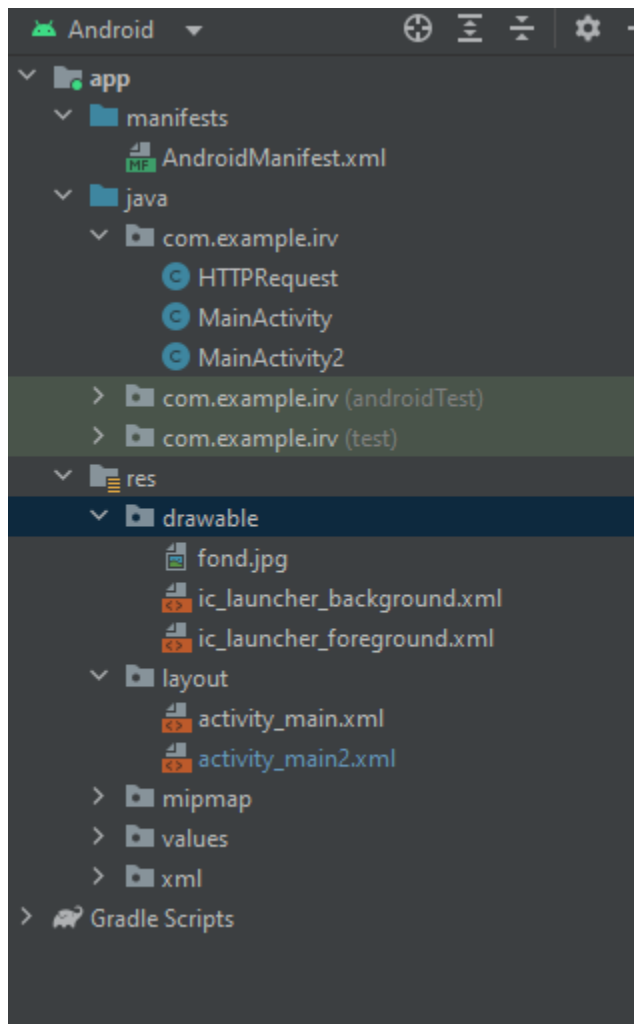 Android
app
manifests
MF AndroidManifest.xml
java
com.example.irv
C HTTPRequest
C MainActivity
C MainActivity2
com.example.irv (androidTest)
com.example.irv (test)
res
drawable
fond.jpg
<> ic_launcher_background.xml
<> ic_launcher_foreground.xml
layout
<> activity_main.xml
<> activity_main2.xml
mipmap
values
xml
Gradle Scripts